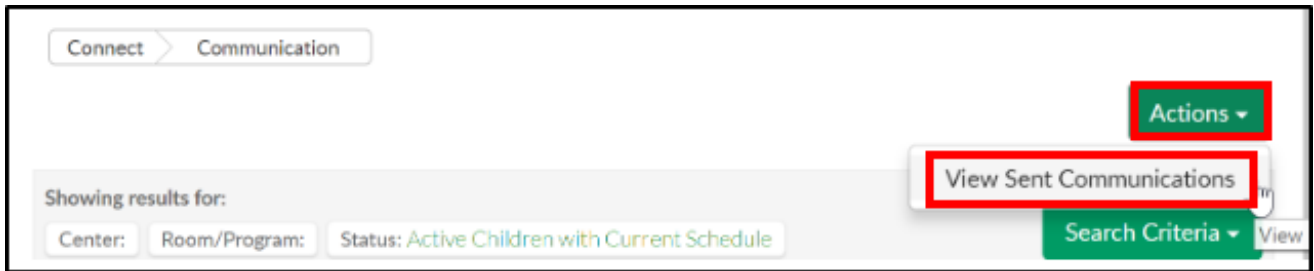 Connect Communication
Actions
View Sent Communications
Showing results for:
Center: Room/Program: Status: Active Children with Current Schedule
Search Criteria
View